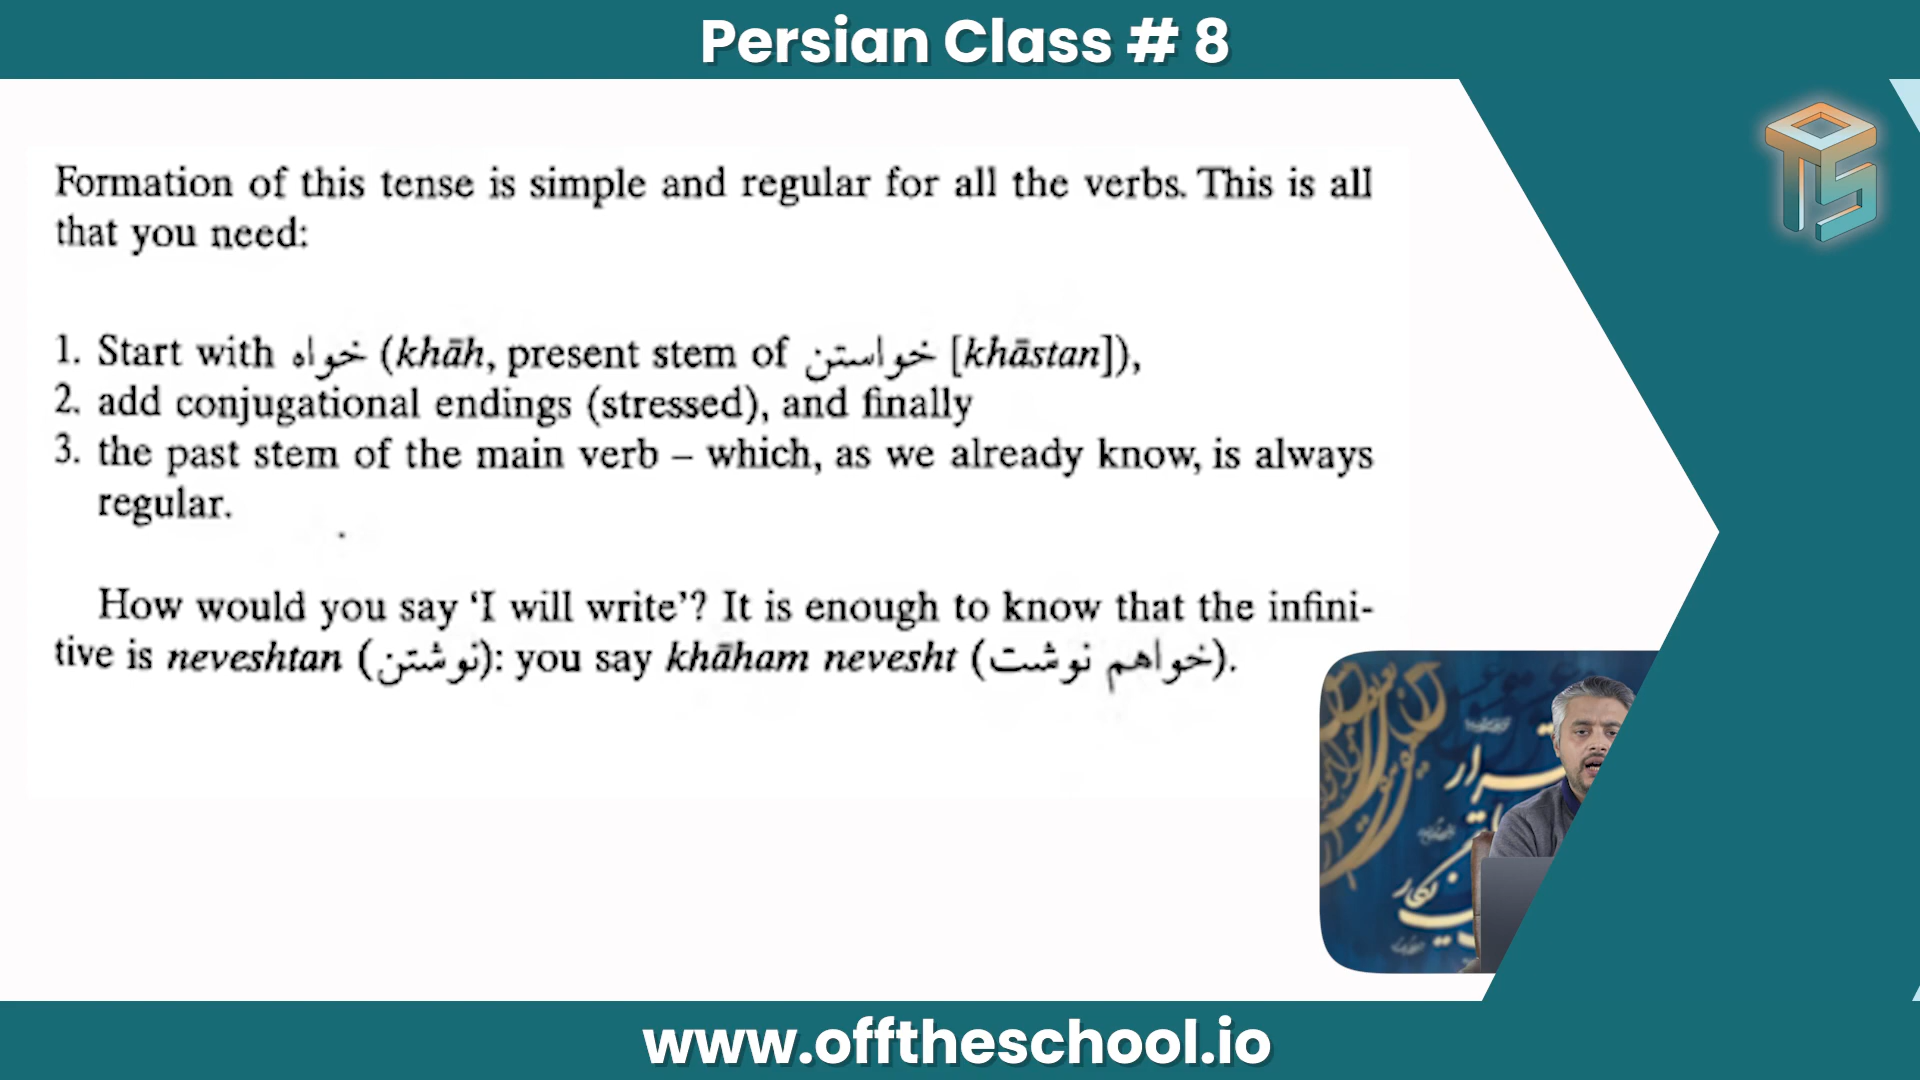 Persian Class # 8
Formation of this tense is simple and regular for all the verbs. This is all
that you need:
1. Start with خواه (khāh, present stem of خواستن [khāstan]),
2. add conjugational endings (stressed), and finally
3. the past stem of the main verb – which, as we already know, is always
regular.
How would you say ‘I will write’? It is enough to know that the infini-
tive is neveshtan (نوشتن): you say khāham nevesht (خواهم نوشت).
www.offtheschool.io